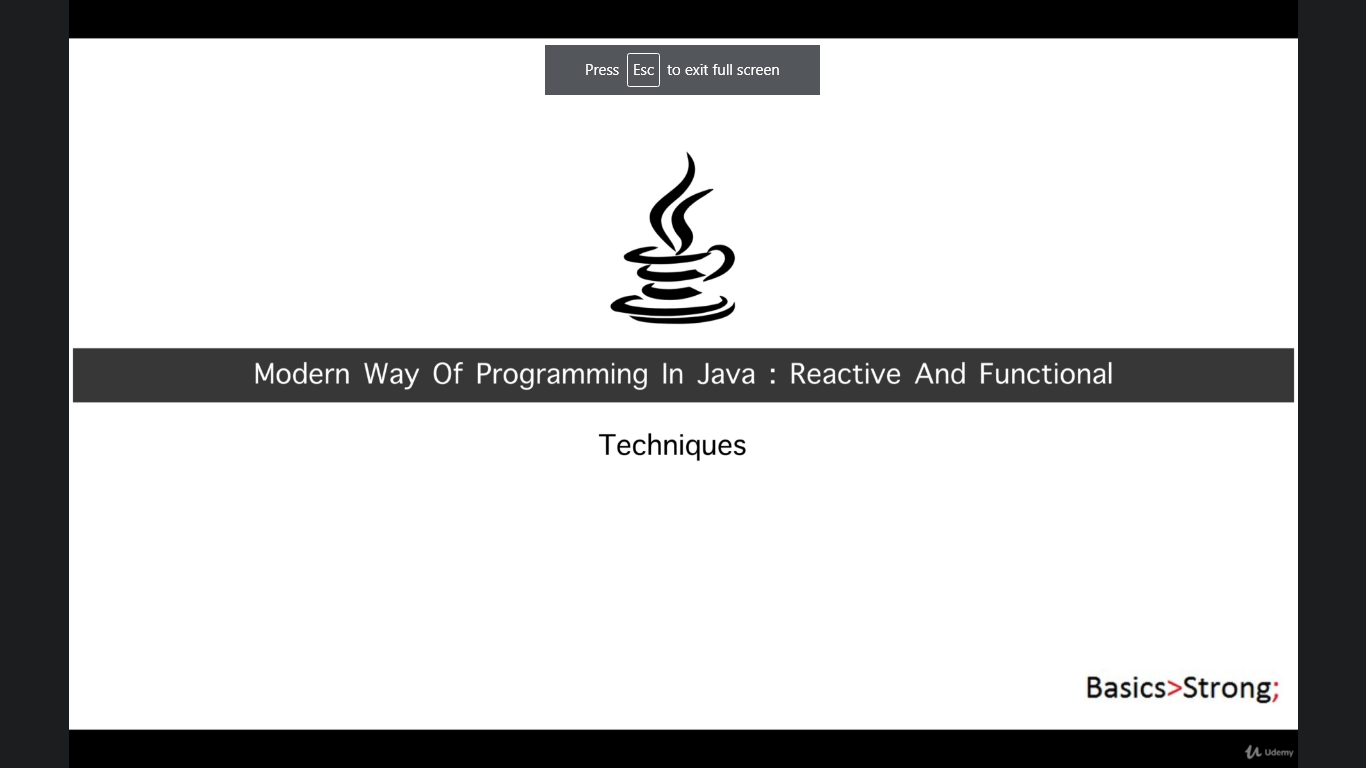 Press Esc to exit full screen
Modern Way Of Programming In Java : Reactive And Functional
Techniques
Basics>Strong;
Udemy